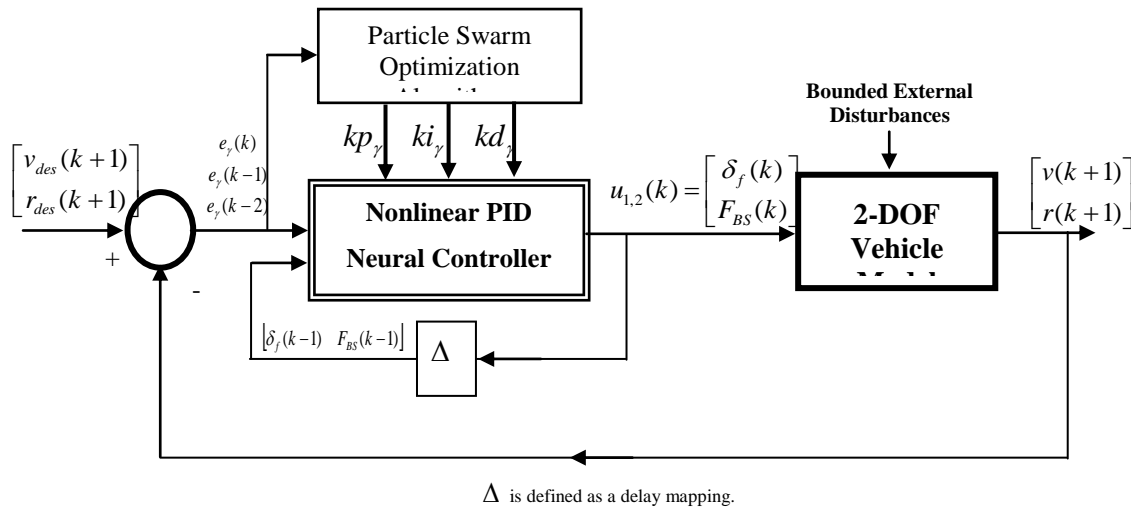 Particle Swarm
Optimization
Bounded External
Disturbances
kp_γ ki_γ kd_γ
[v_des(k+1)
r_des(k+1)]
e_γ(k)
e_γ(k−1)
e_γ(k−2)
+
-
Nonlinear PID
Neural Controller
u_{1,2}(k) = [δ_f(k)
F_BS(k)]
2-DOF
Vehicle
[v(k+1)
r(k+1)]
⌊δ_f(k−1) F_BS(k−1)⌋
Δ
Δ is defined as a delay mapping.